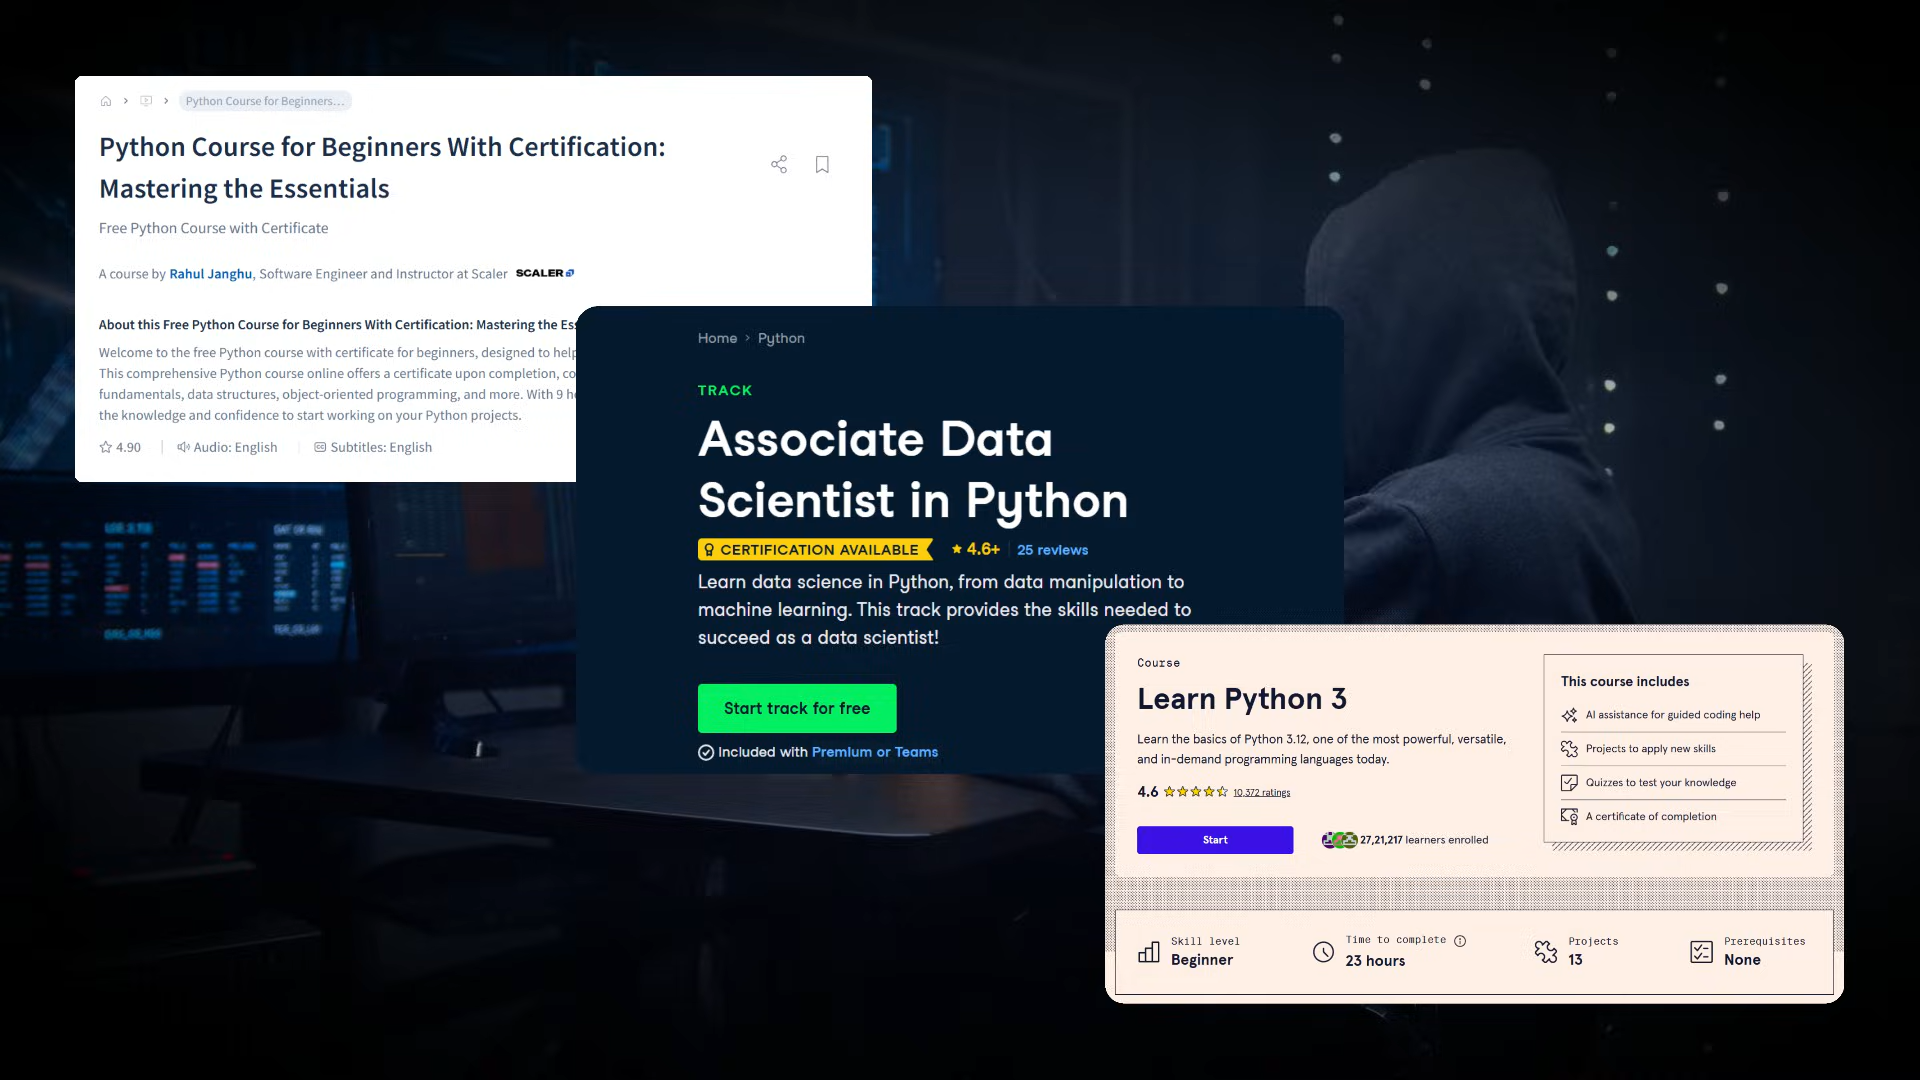 Python Course for Beginners...
Python Course for Beginners With Certification:
Mastering the Essentials
Free Python Course with Certificate
A course by Rahul Janghu, Software Engineer and Instructor at Scaler SCALER
About this Free Python Course for Beginners With Certification: Mastering the
Welcome to the free Python course with certificate for beginners, designed to help
This comprehensive Python course online offers a certificate upon completion,
fundamentals, data structures, object-oriented programming, and more. With 9
the knowledge and confidence to start working on your Python projects.
4.90
Audio: English
Subtitles: English
Home > Python
TRACK
Associate Data
Scientist in Python
CERTIFICATION AVAILABLE
4.6+
25 reviews
Learn data science in Python, from data manipulation to
machine learning. This track provides the skills needed to
succeed as a data scientist!
Start track for free
Included with Premium or Teams
Course
Learn Python 3
Learn the basics of Python 3.12, one of the most powerful, versatile,
and in-demand programming languages today.
4.6
10,372 ratings
Start
27,21,217 learners enrolled
This course includes
AI assistance for guided coding help
Projects to apply new skills
Quizzes to test your knowledge
A certificate of completion
Skill level
Beginner
Time to complete
23 hours
Projects
13
Prerequisites
None